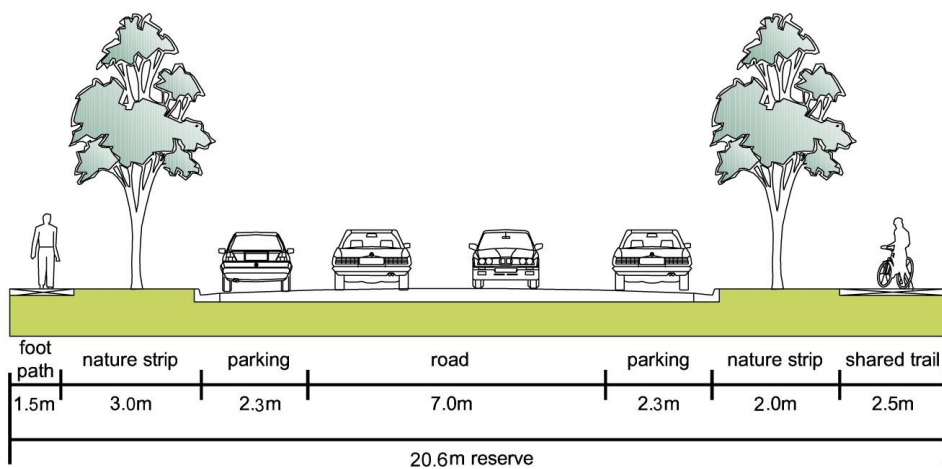 foot path
nature strip
parking
road
parking
nature strip
shared trail
1.5m
3.0m
2.3m
7.0m
2.3m
2.0m
2.5m
20.6m reserve